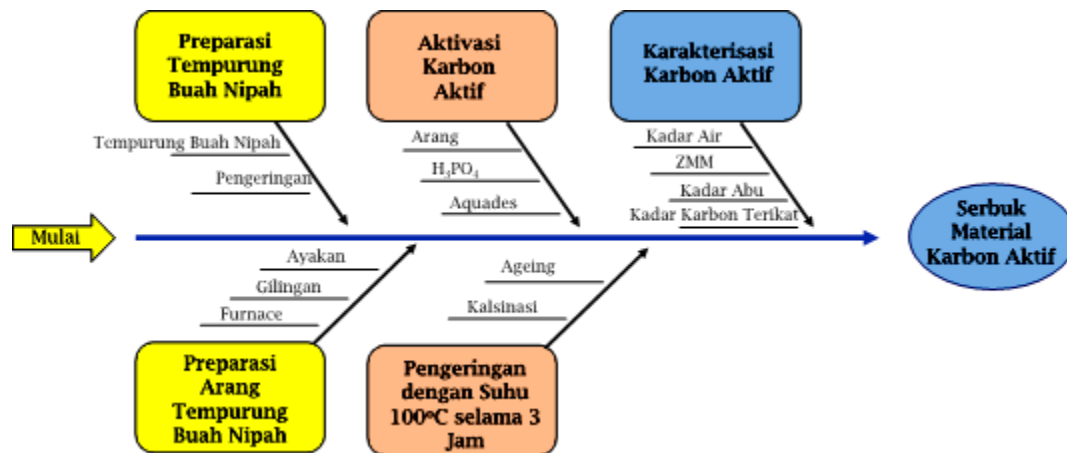 Preparasi
Tempurung
Buah Nipah
Aktivasi
Karbon
Aktif
Karakterisasi
Karbon Aktif
Tempurung Buah Nipah
Pengeringan
Arang
H₃PO₄
Aquades
Kadar Air
ZMM
Kadar Abu
Kadar Karbon Terikat
Mulai
Serbuk
Material
Karbon Aktif
Ayakan
Gilingan
Furnace
Ageing
Kalsinasi
Preparasi
Arang
Tempurung
Buah Nipah
Pengeringan
dengan Suhu
100°C selama 3
Jam